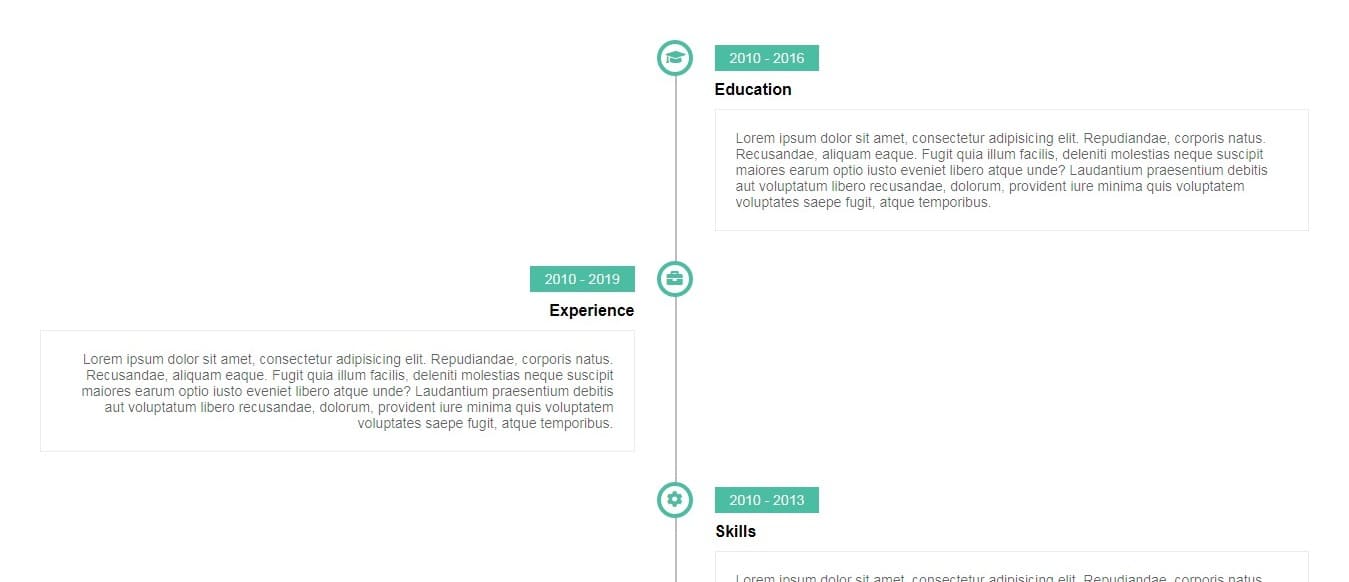 2010 - 2016
Education
Lorem ipsum dolor sit amet, consectetur adipisicing elit. Repudiandae, corporis natus.
Recusandae, aliquam eaque. Fugit quia illum facilis, deleniti molestias neque suscipit
maiores earum optio iusto eveniet libero atque unde? Laudantium praesentium debitis
aut voluptatum libero recusandae, dolorum, provident iure minima quis voluptatem
voluptates saepe fugit, atque temporibus.
2010 - 2019
Experience
Lorem ipsum dolor sit amet, consectetur adipisicing elit. Repudiandae, corporis natus.
Recusandae, aliquam eaque. Fugit quia illum facilis, deleniti molestias neque suscipit
maiores earum optio iusto eveniet libero atque unde? Laudantium praesentium debitis
aut voluptatum libero recusandae, dolorum, provident iure minima quis voluptatem
voluptates saepe fugit, atque temporibus.
2010 - 2013
Skills
Lorem ipsum dolor sit amet, consectetur adipisicing elit. Repudiandae, corporis natus.